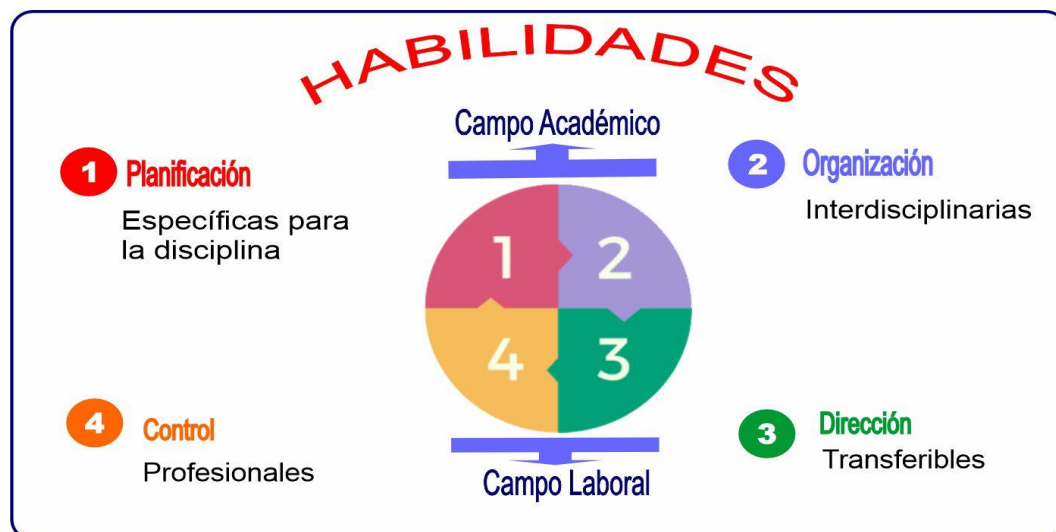 HABILIDADES
Campo Académico
1 Planificación
Específicas para
la disciplina
2 Organización
Interdisciplinarias
1 2
4 3
4 Control
Profesionales
3 Dirección
Transferibles
Campo Laboral